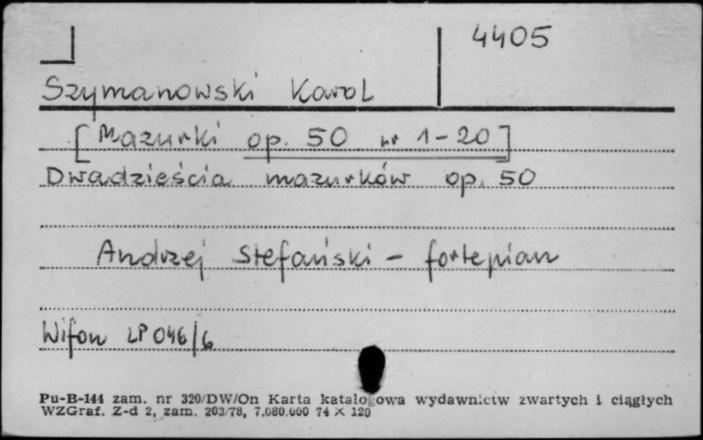 4405
Szymanowski Karol
[Mazurki op. 50 nr 1-20]
Dwadzieścia mazurków op. 50
Andrzej Stefański - fortepian
Wifon LP 046/6
Pu-B-144 zam. nr 320/DW/On Karta katalogowa wydawnictw zwartych i ciągłych
WZGraf. Z-d 2, zam. 203/78, 7.080.000 74 × 120